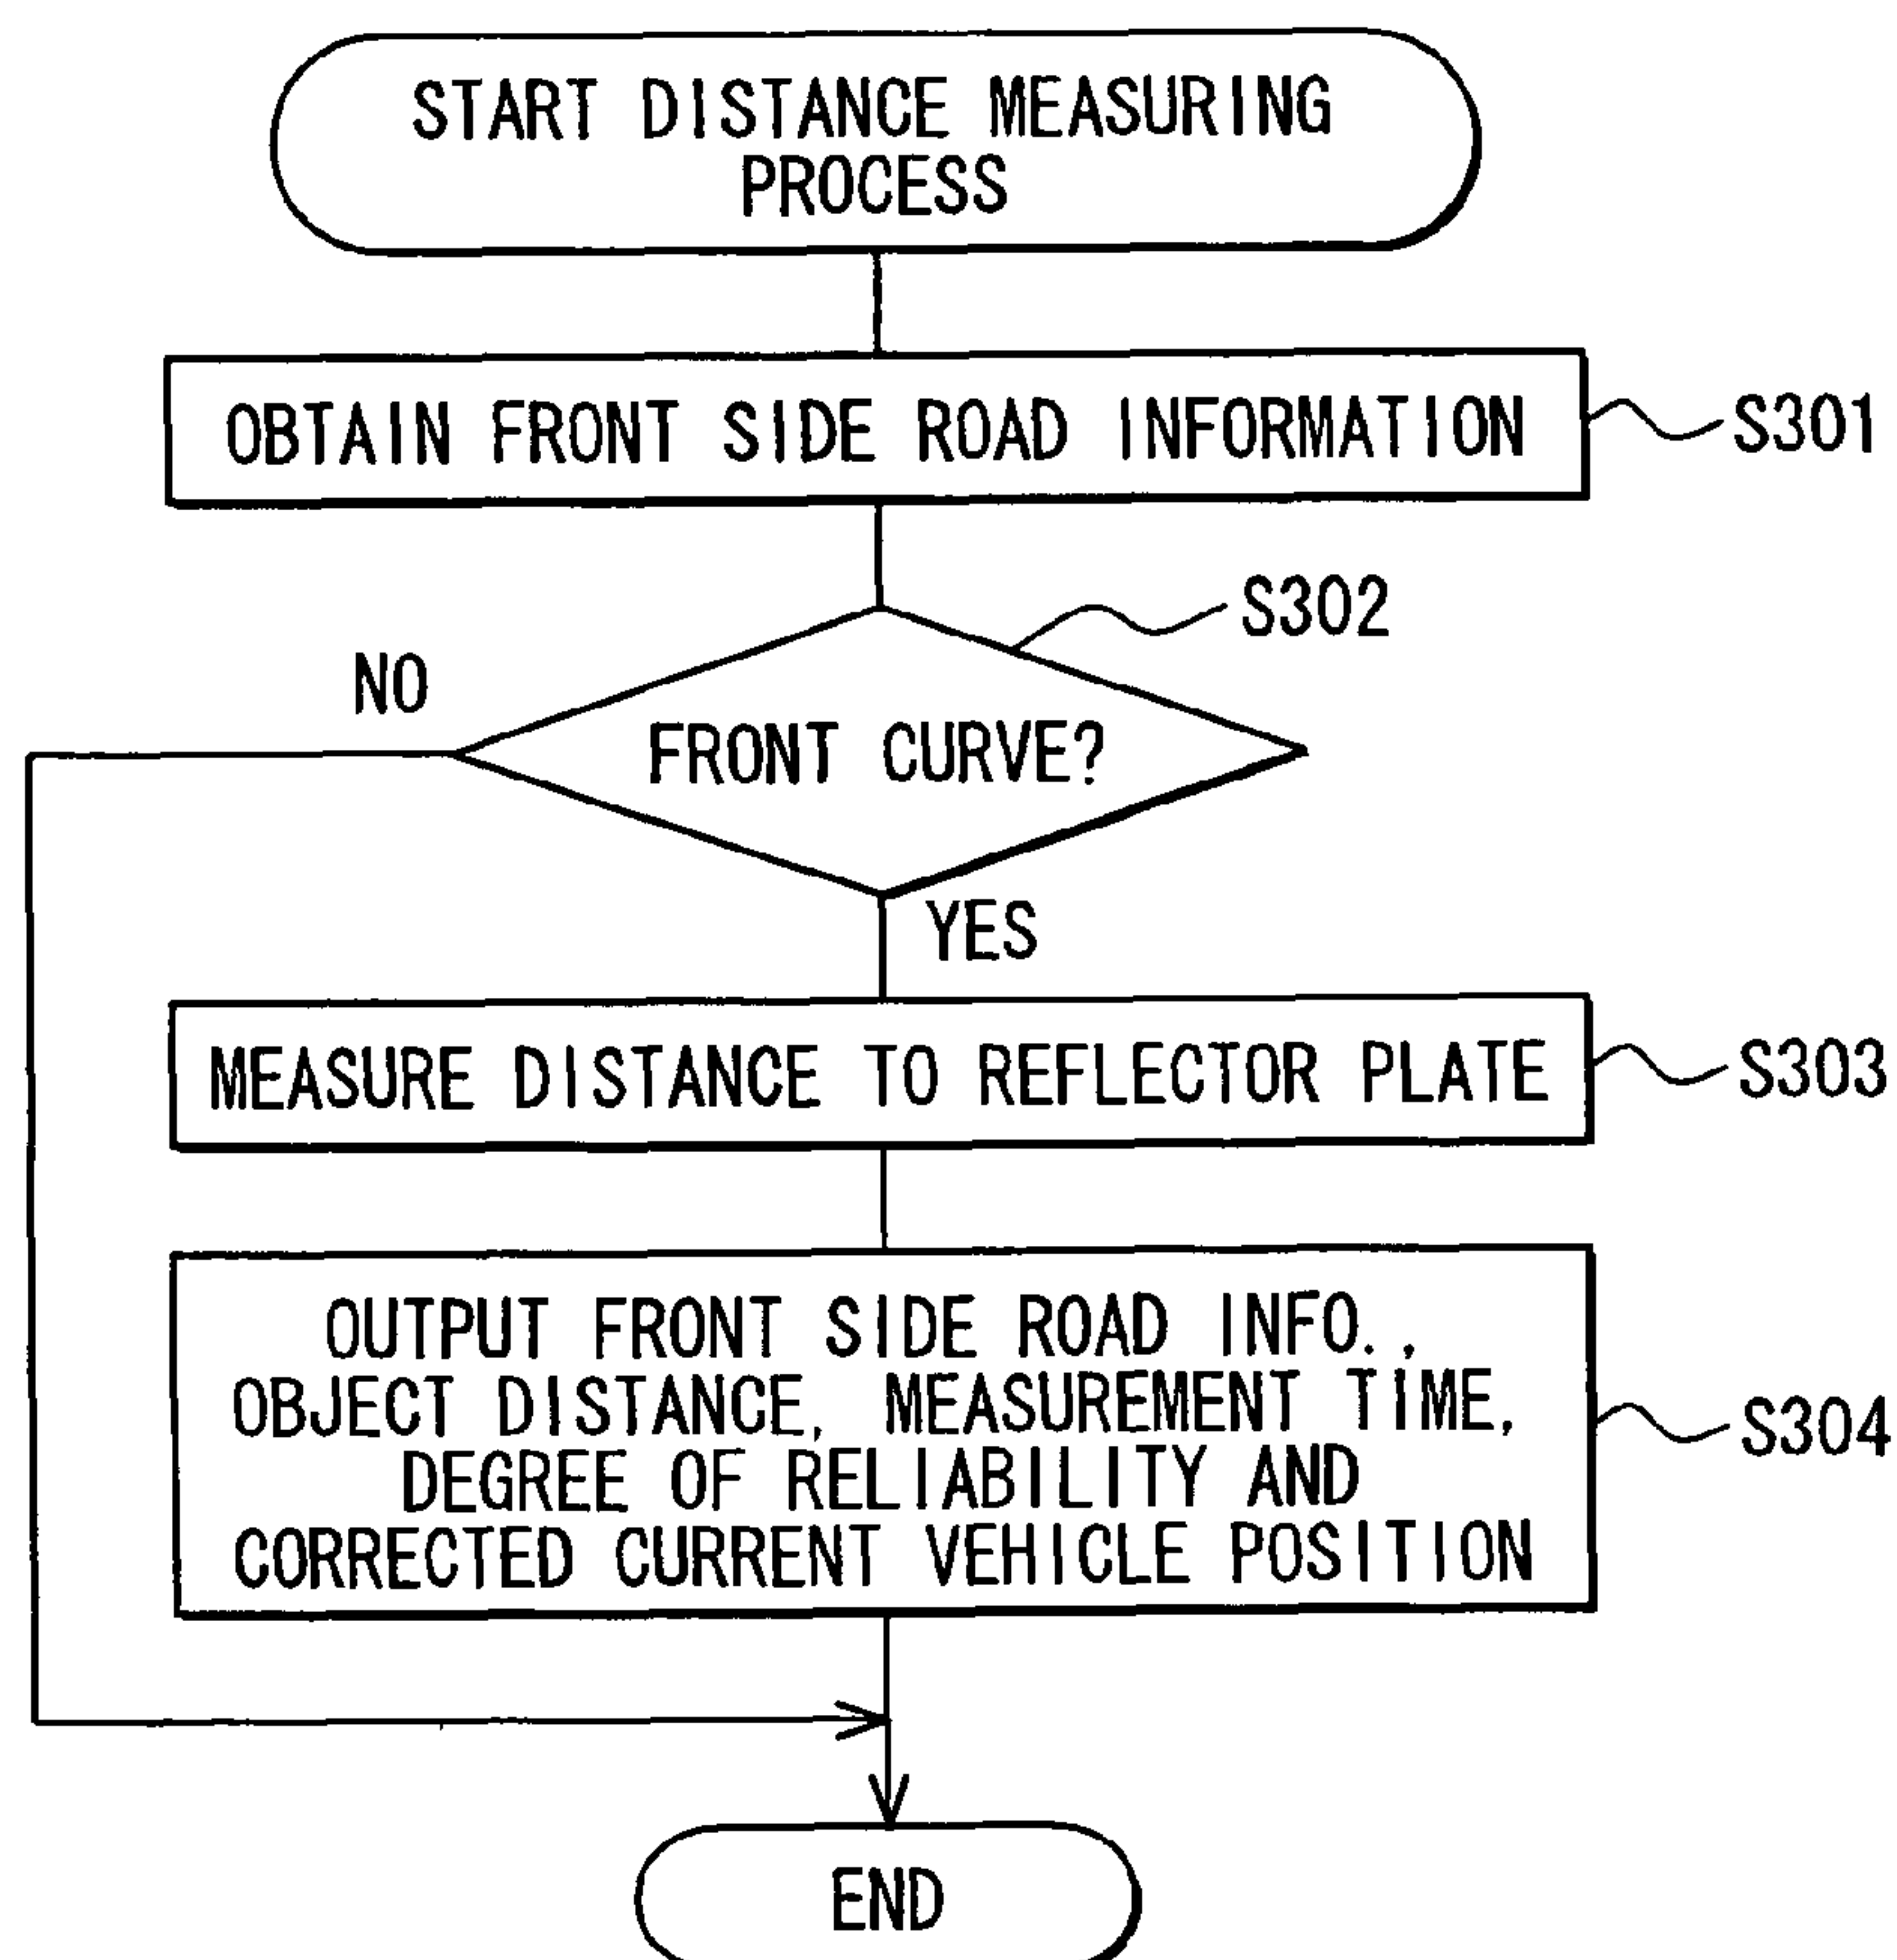 START DISTANCE MEASURING
PROCESS
OBTAIN FRONT SIDE ROAD INFORMATION
S301
S302
NO
FRONT CURVE?
YES
MEASURE DISTANCE TO REFLECTOR PLATE
S303
OUTPUT FRONT SIDE ROAD INFO.,
OBJECT DISTANCE, MEASUREMENT TIME,
DEGREE OF RELIABILITY AND
CORRECTED CURRENT VEHICLE POSITION
S304
END